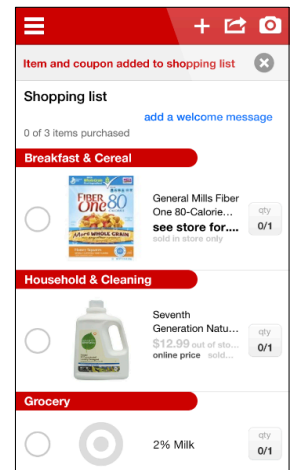 Item and coupon added to shopping list
Shopping list
add a welcome message
0 of 3 items purchased
Breakfast & Cereal
FIBER
One 80
More WHOLE GRAIN
General Mills Fiber
One 80-Calorie…
see store for....
sold in store only
qty
0/1
Household & Cleaning
Seventh
Generation Natu…
$12.99 out of sto…
online price sold…
qty
0/1
Grocery
2% Milk
qty
0/1